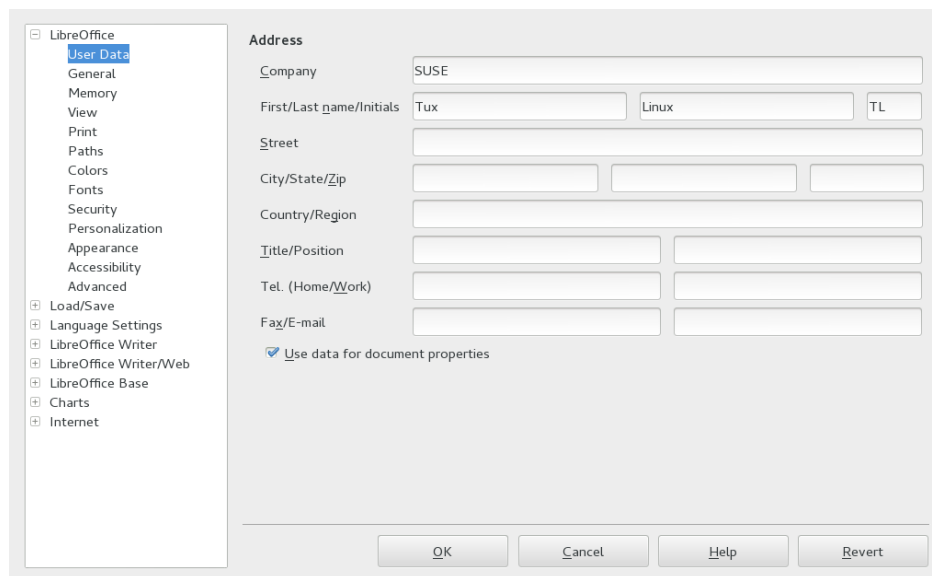 LibreOffice
User Data
General
Memory
View
Print
Paths
Colors
Fonts
Security
Personalization
Appearance
Accessibility
Advanced
Load/Save
Language Settings
LibreOffice Writer
LibreOffice Writer/Web
LibreOffice Base
Charts
Internet
Address
Company SUSE
First/Last name/Initials Tux Linux TL
Street
City/State/Zip
Country/Region
Title/Position
Tel. (Home/Work)
Fax/E-mail
Use data for document properties
OK Cancel Help Revert